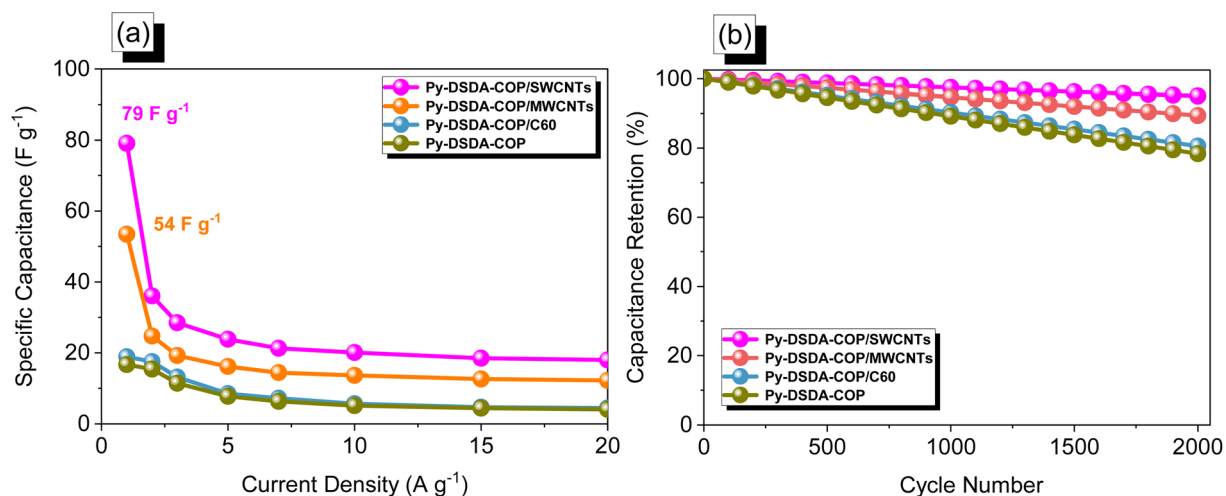 (a)
100
80
60
40
20
0
Specific Capacitance (F g⁻¹)
79 F g⁻¹
54 F g⁻¹
Py-DSDA-COP/SWCNTs
Py-DSDA-COP/MWCNTs
Py-DSDA-COP/C60
Py-DSDA-COP
0 5 10 15 20
Current Density (A g⁻¹)
(b)
100
80
60
40
20
0
Capacitance Retention (%)
Py-DSDA-COP/SWCNTs
Py-DSDA-COP/MWCNTs
Py-DSDA-COP/C60
Py-DSDA-COP
0 500 1000 1500 2000
Cycle Number